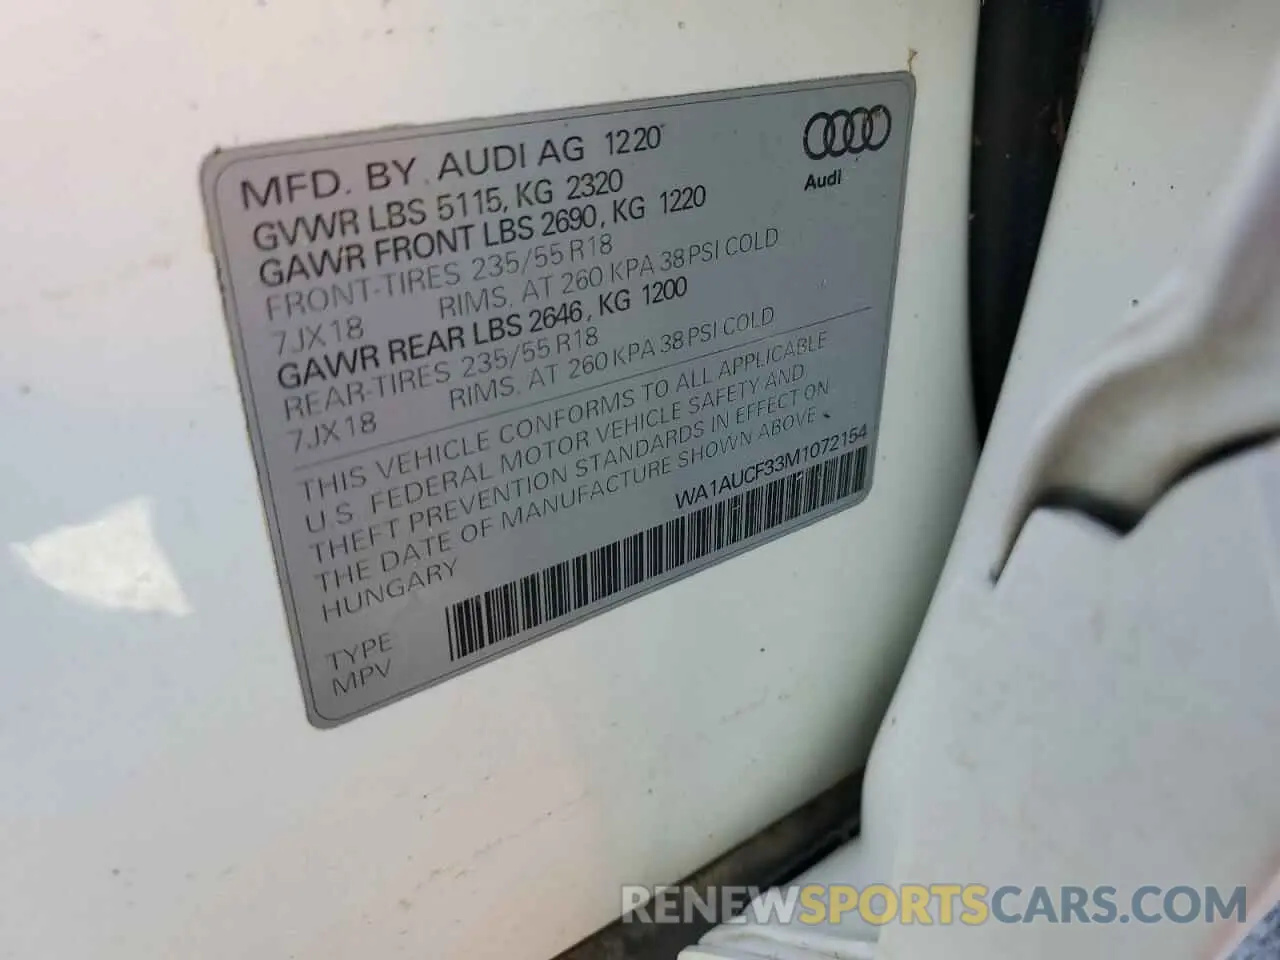 MFD. BY AUDI AG 1220
Audi
GVWR LBS 5115, KG 2320
GAWR FRONT LBS 2690, KG 1220
FRONT-TIRES 235/55 R18
7JX18 RIMS, AT 260 KPA 38 PSI COLD
GAWR REAR LBS 2646, KG 1200
REAR-TIRES 235/55 R18
7JX18 RIMS, AT 260 KPA 38 PSI COLD
THIS VEHICLE CONFORMS TO ALL APPLICABLE
U.S. FEDERAL MOTOR VEHICLE SAFETY AND
THEFT PREVENTION STANDARDS IN EFFECT ON
THE DATE OF MANUFACTURE SHOWN ABOVE.
HUNGARY
WA1AUCF33M1072154
TYPE
MPV
RENEWSPORTSCARS.COM